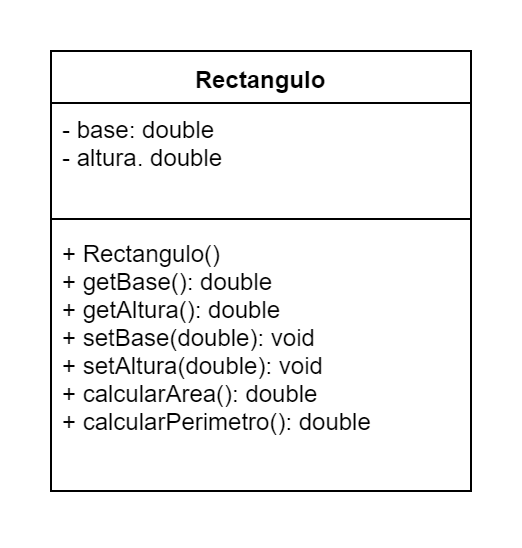 Rectangulo
- base: double
- altura. double
+ Rectangulo()
+ getBase(): double
+ getAltura(): double
+ setBase(double): void
+ setAltura(double): void
+ calcularArea(): double
+ calcularPerimetro(): double